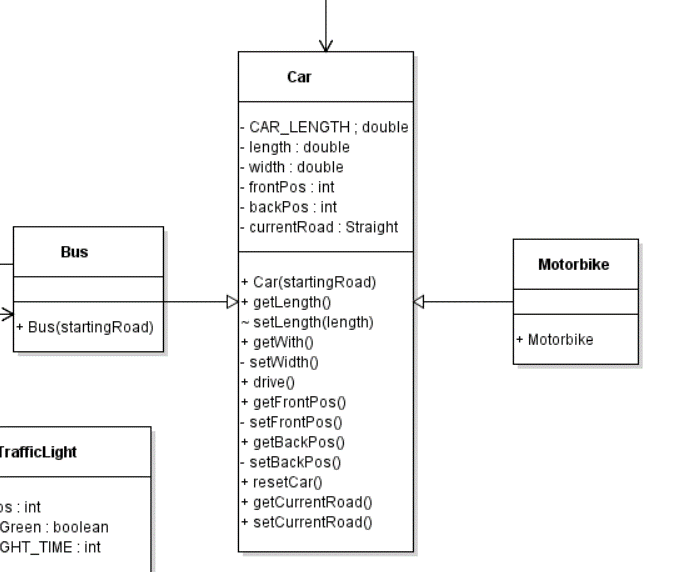 Car
- CAR_LENGTH ; double
- length : double
- width : double
- frontPos : int
- backPos : int
- currentRoad : Straight
+ Car(startingRoad)
+ getLength()
~ setLength(length)
+ getWith()
- setWidth()
+ drive()
+ getFrontPos()
- setFrontPos()
+ getBackPos()
- setBackPos()
+ resetCar()
+ getCurrentRoad()
+ setCurrentRoad()
Bus
+ Bus(startingRoad)
Motorbike
+ Motorbike
TrafficLight
os : int
Green : boolean
GHT_TIME : int